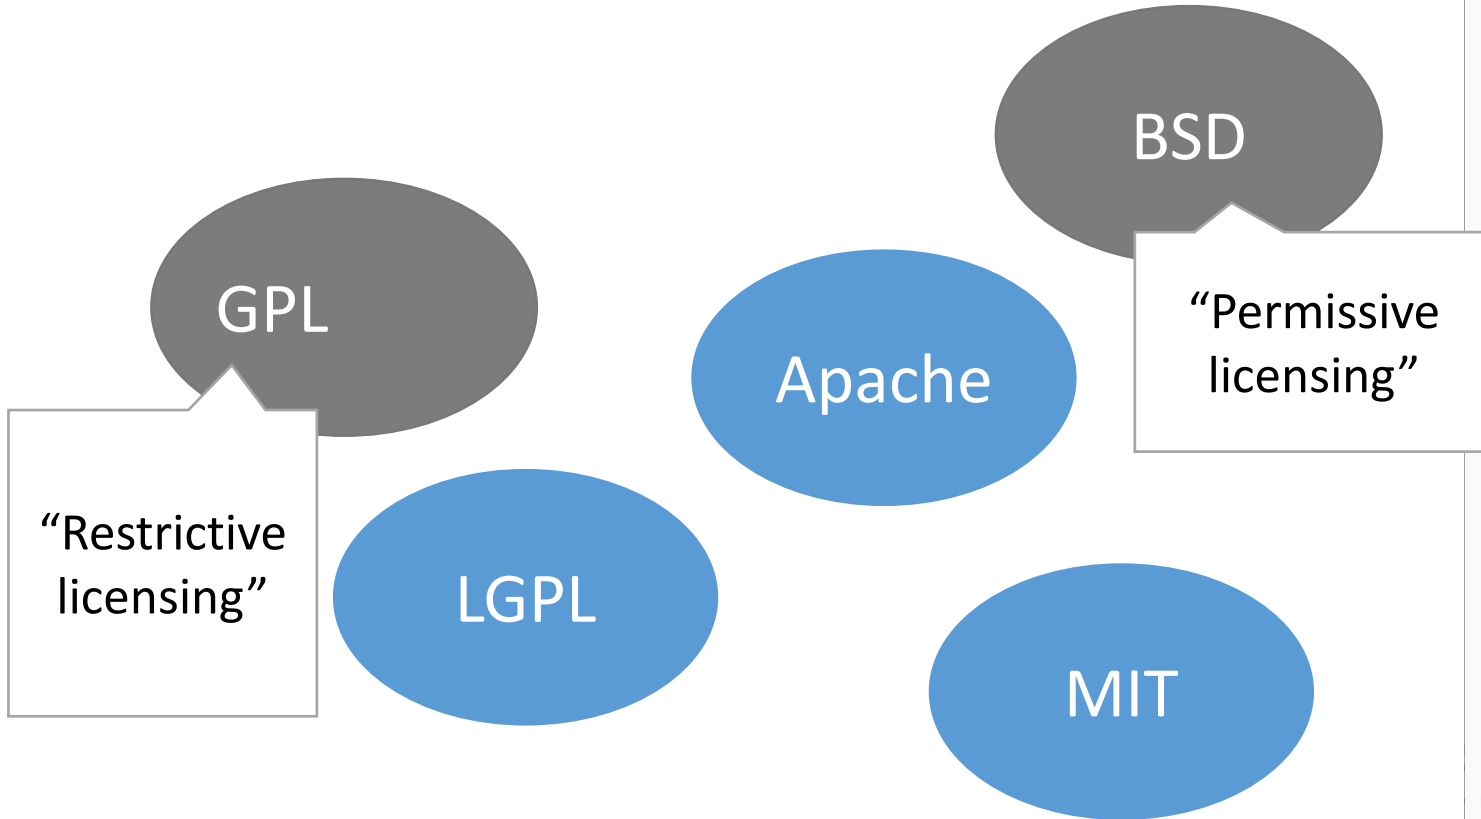 BSD
GPL
“Permissive
licensing”
Apache
“Restrictive
licensing”
LGPL
MIT